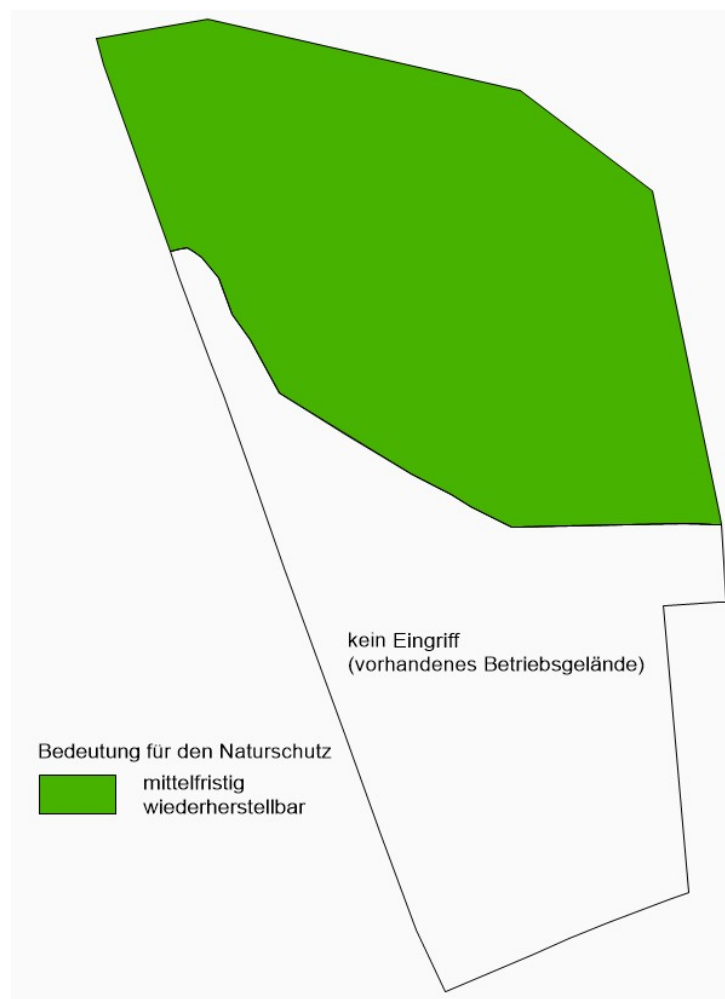 kein Eingriff
(vorhandenes Betriebsgelände)
Bedeutung für den Naturschutz
mittelfristig
wiederherstellbar